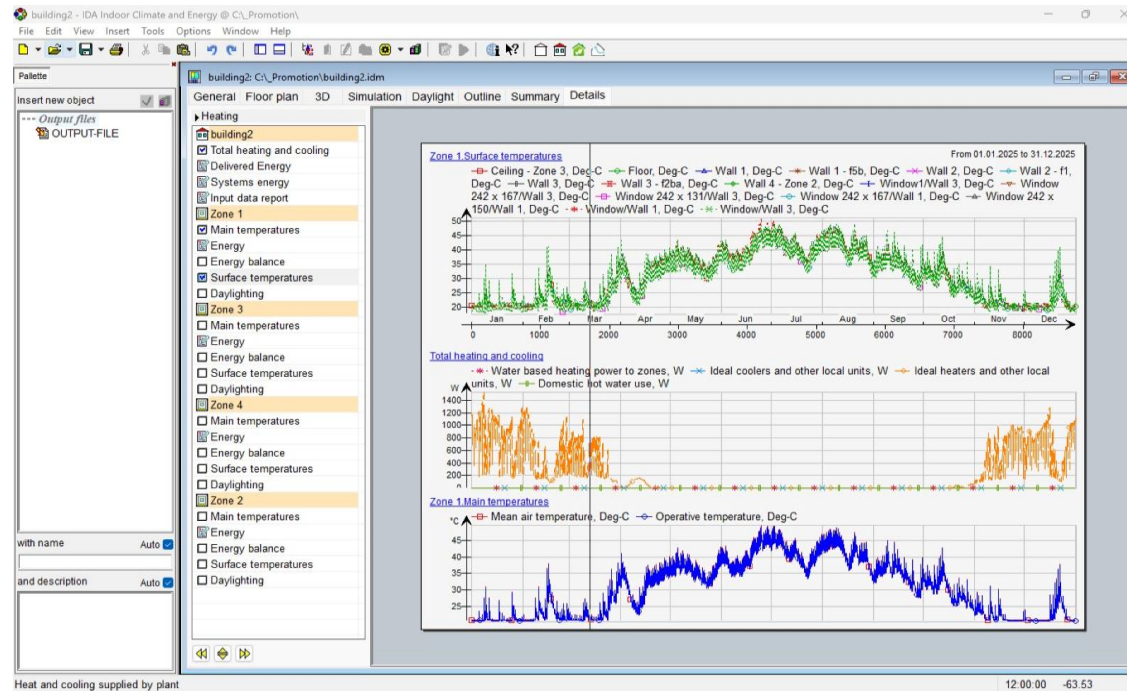 building2 - IDA Indoor Climate and Energy @ C:\_Promotion\
File Edit View Insert Tools Options Window Help
Palette
Insert new object
--- Output files
OUTPUT-FILE
with name Auto
and description Auto
building2: C:\_Promotion\building2.idm
General Floor plan 3D Simulation Daylight Outline Summary Details
Heating
building2
Total heating and cooling
Delivered Energy
Systems energy
Input data report
Zone 1
Main temperatures
Energy
Energy balance
Surface temperatures
Daylighting
Zone 3
Main temperatures
Energy
Energy balance
Surface temperatures
Daylighting
Zone 4
Main temperatures
Energy
Energy balance
Surface temperatures
Daylighting
Zone 2
Main temperatures
Energy
Energy balance
Surface temperatures
Daylighting
Zone 1.Surface temperatures
From 01.01.2025 to 31.12.2025
Ceiling - Zone 3, Deg-C Floor, Deg-C Wall 1, Deg-C Wall 1 - f5b, Deg-C Wall 2, Deg-C Wall 2 - f1,
Deg-C Wall 3, Deg-C Wall 3 - f2ba, Deg-C Wall 4 - Zone 2, Deg-C Window1/Wall 3, Deg-C Window
242 x 167/Wall 3, Deg-C Window 242 x 131/Wall 3, Deg-C Window 242 x 167/Wall 1, Deg-C Window 242 x
150/Wall 1, Deg-C Window/Wall 1, Deg-C Window/Wall 3, Deg-C
50
45
40
35
30
25
20
Jan Feb Mar Apr May Jun Jul Aug Sep Oct Nov Dec
0 1000 2000 3000 4000 5000 6000 7000 8000
Total heating and cooling
Water based heating power to zones, W Ideal coolers and other local units, W Ideal heaters and other local
units, W Domestic hot water use, W
W
1400
1200
1000
800
600
400
200
0
Zone 1.Main temperatures
Mean air temperature, Deg-C Operative temperature, Deg-C
°C
45
40
35
30
25
Heat and cooling supplied by plant
12:00:00 -63.53